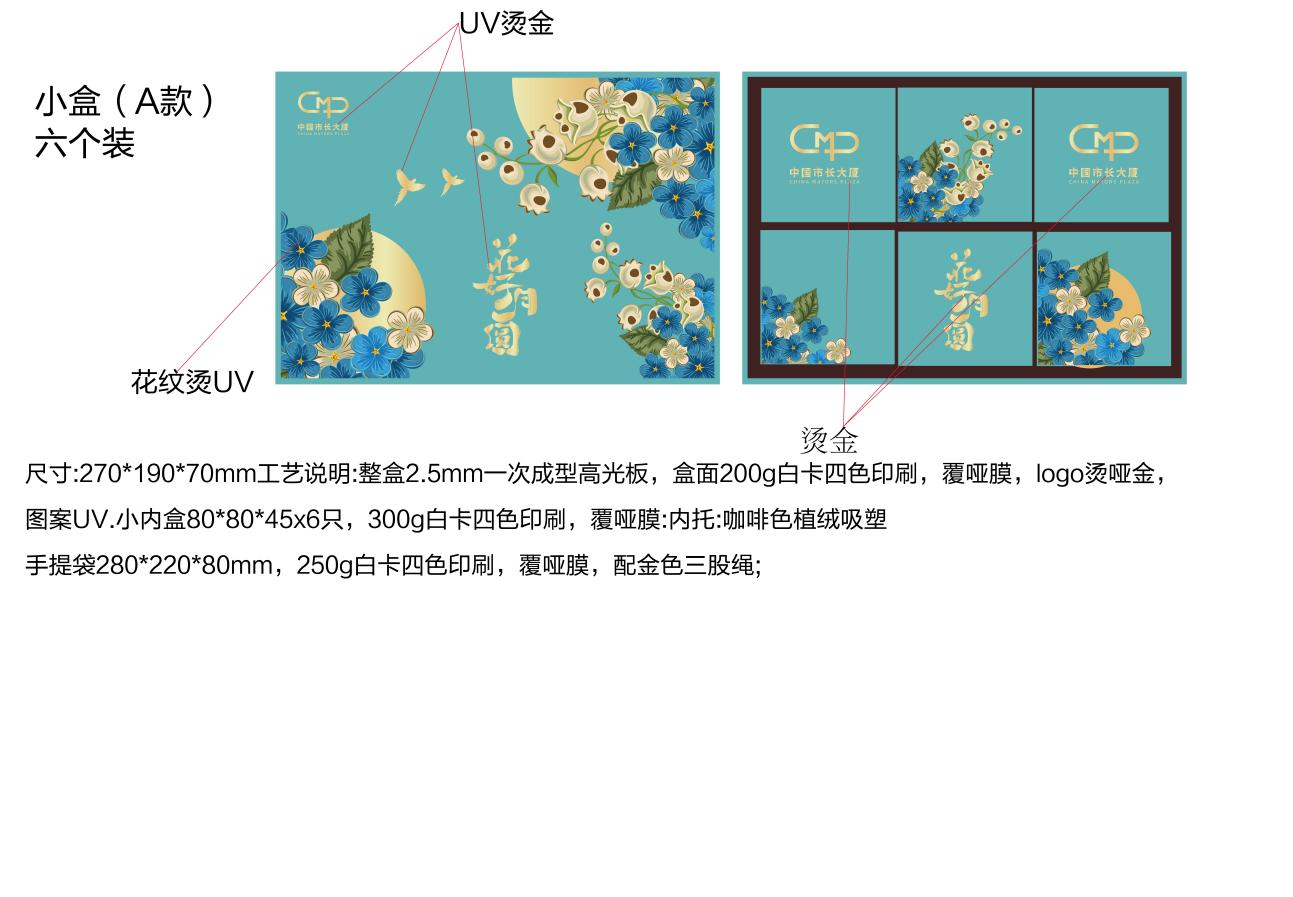 UV烫金
小盒（A款）
六个装
CMP
中国市长大厦
CHINA MAYORS PLAZA
花好月圆
CMP
中国市长大厦
CHINA MAYORS PLAZA
CMP
中国市长大厦
CHINA MAYORS PLAZA
花好月圆
花纹烫UV
烫金
尺寸:270*190*70mm工艺说明:整盒2.5mm一次成型高光板，盒面200g白卡四色印刷，覆哑膜，logo烫哑金，
图案UV.小内盒80*80*45x6只，300g白卡四色印刷，覆哑膜:内托:咖啡色植绒吸塑
手提袋280*220*80mm，250g白卡四色印刷，覆哑膜，配金色三股绳;